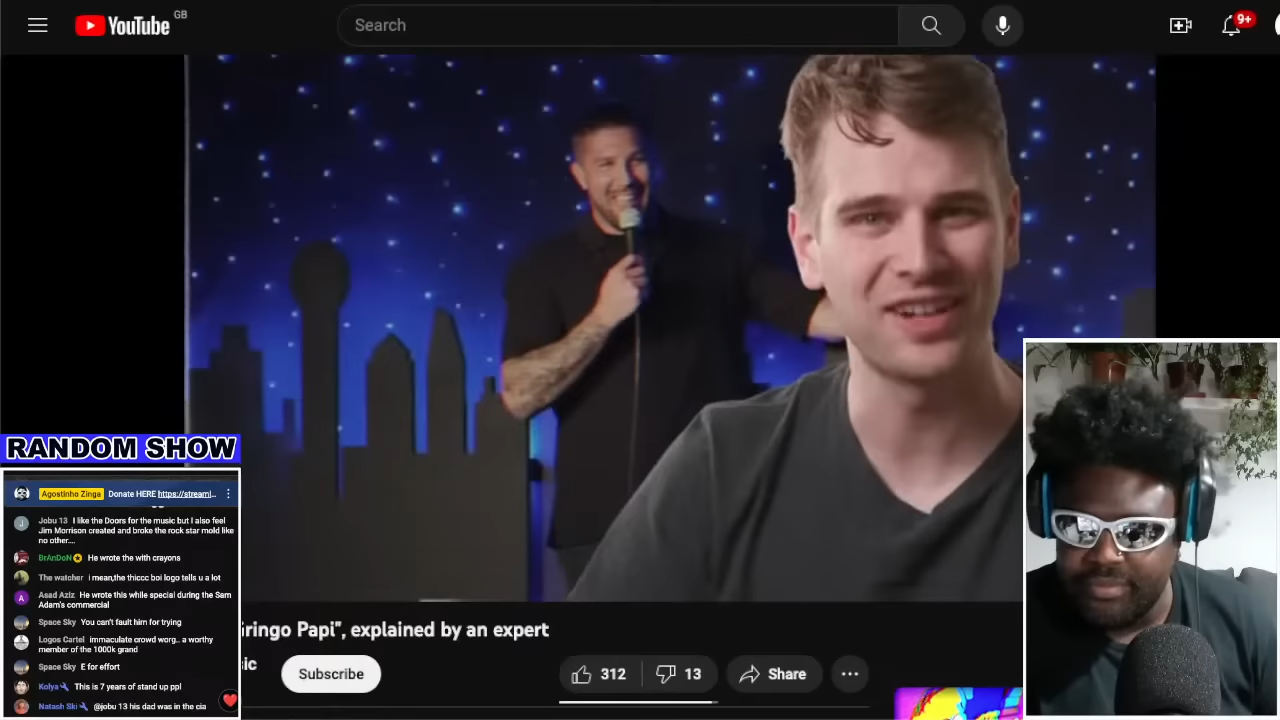 YouTube GB
Search
9+
RANDOM SHOW
Agostinho Zinga Donate HERE https://streaml...
Jobu 13 I like the Doors for the music but I also feel
Jim Morrison created and broke the rock star mold like
no other....
BrAnDoN He wrote the with crayons
The watcher i mean,the thiccc boi logo tells u a lot
Asad Aziz He wrote this while special during the Sam
Adam's commercial
Space Sky You can't fault him for trying
Logos Cartel immaculate crowd worg.. a worthy
member of the 1000k grand
Space Sky E for effort
Kolya This is 7 years of stand up ppl
Natash Ski @jobu 13 his dad was in the cia
Gringo Papi", explained by an expert
sic
Subscribe
312
13
Share